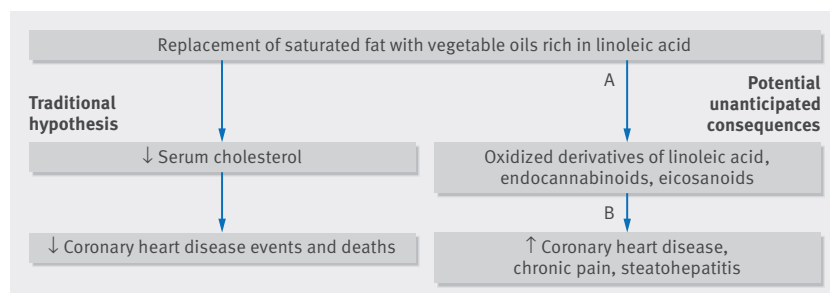 Replacement of saturated fat with vegetable oils rich in linoleic acid
Traditional
hypothesis
↓ Serum cholesterol
↓ Coronary heart disease events and deaths
A
Potential
unanticipated
consequences
Oxidized derivatives of linoleic acid,
endocannabinoids, eicosanoids
B
↑ Coronary heart disease,
chronic pain, steatohepatitis